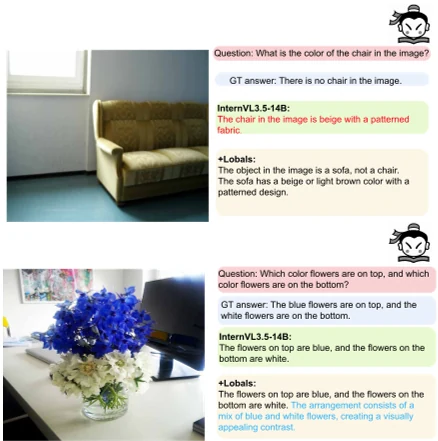 Question: What is the color of the chair in the image?
GT answer: There is no chair in the image.
InternVL3.5-14B:
The chair in the image is beige with a patterned
fabric.
+Lobals:
The object in the image is a sofa, not a chair.
The sofa has a beige or light brown color with a
patterned design.
Question: Which color flowers are on top, and which
color flowers are on the bottom?
GT answer: The blue flowers are on top, and the
white flowers are on the bottom.
InternVL3.5-14B:
The flowers on top are blue, and the flowers on the
bottom are white.
+Lobals:
The flowers on top are blue, and the flowers on the
bottom are white. The arrangement consists of a
mix of blue and white flowers, creating a visually
appealing contrast.